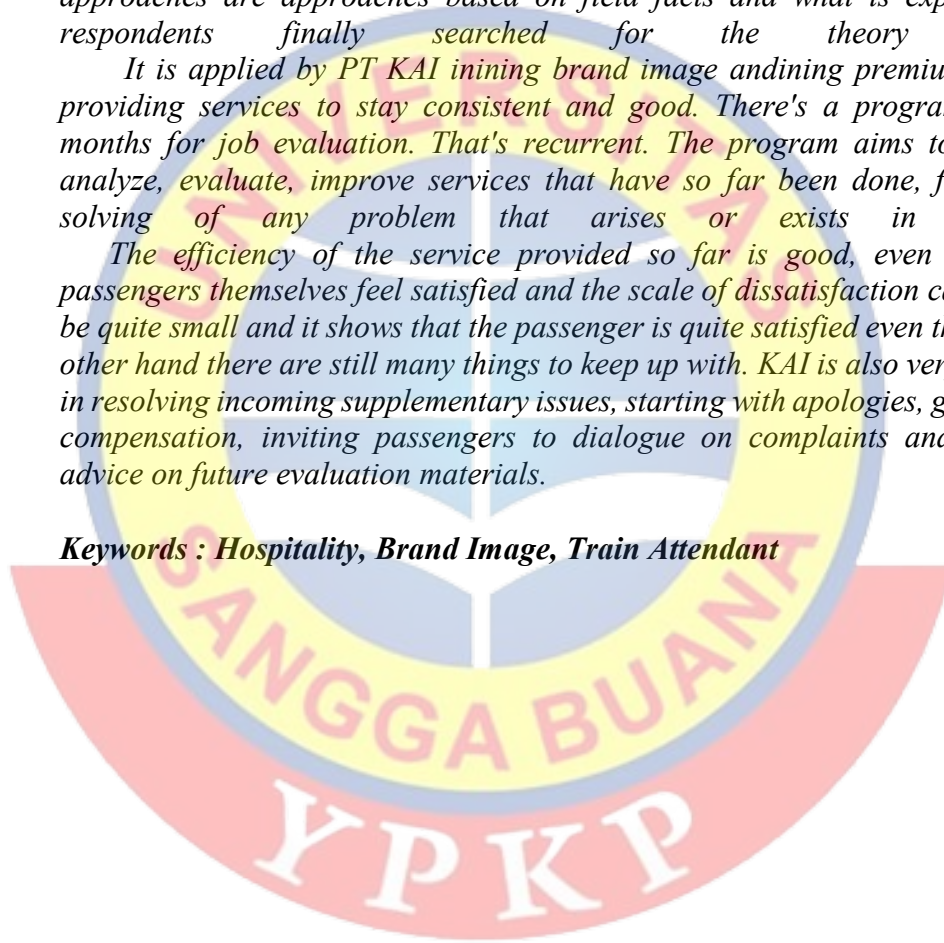 approaches are approaches based on field facts and what is exp
respondents finally searched for the theory
It is applied by PT KAI inining brand image andining premiu
providing services to stay consistent and good. There's a progra
months for job evaluation. That's recurrent. The program aims to
analyze, evaluate, improve services that have so far been done, f
solving of any problem that arises or exists in
The efficiency of the service provided so far is good, even
passengers themselves feel satisfied and the scale of dissatisfaction c
be quite small and it shows that the passenger is quite satisfied even th
other hand there are still many things to keep up with. KAI is also ver
in resolving incoming supplementary issues, starting with apologies, g
compensation, inviting passengers to dialogue on complaints and
advice on future evaluation materials.
Keywords : Hospitality, Brand Image, Train Attendant
UNIVERSITAS
SANGGA BUANA
YPKP